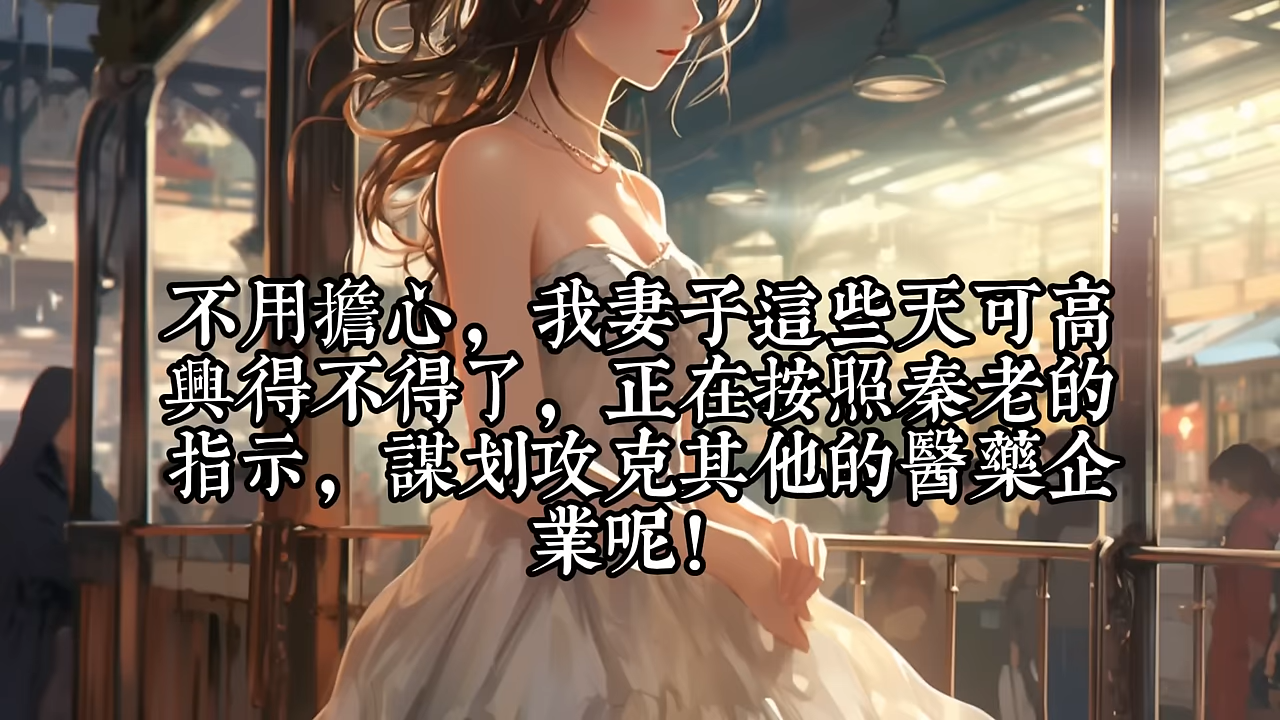 不用擔心，我妻子這些天可高
興得不得了，正在按照秦老的
指示，謀划攻克其他的醫藥企
業呢！